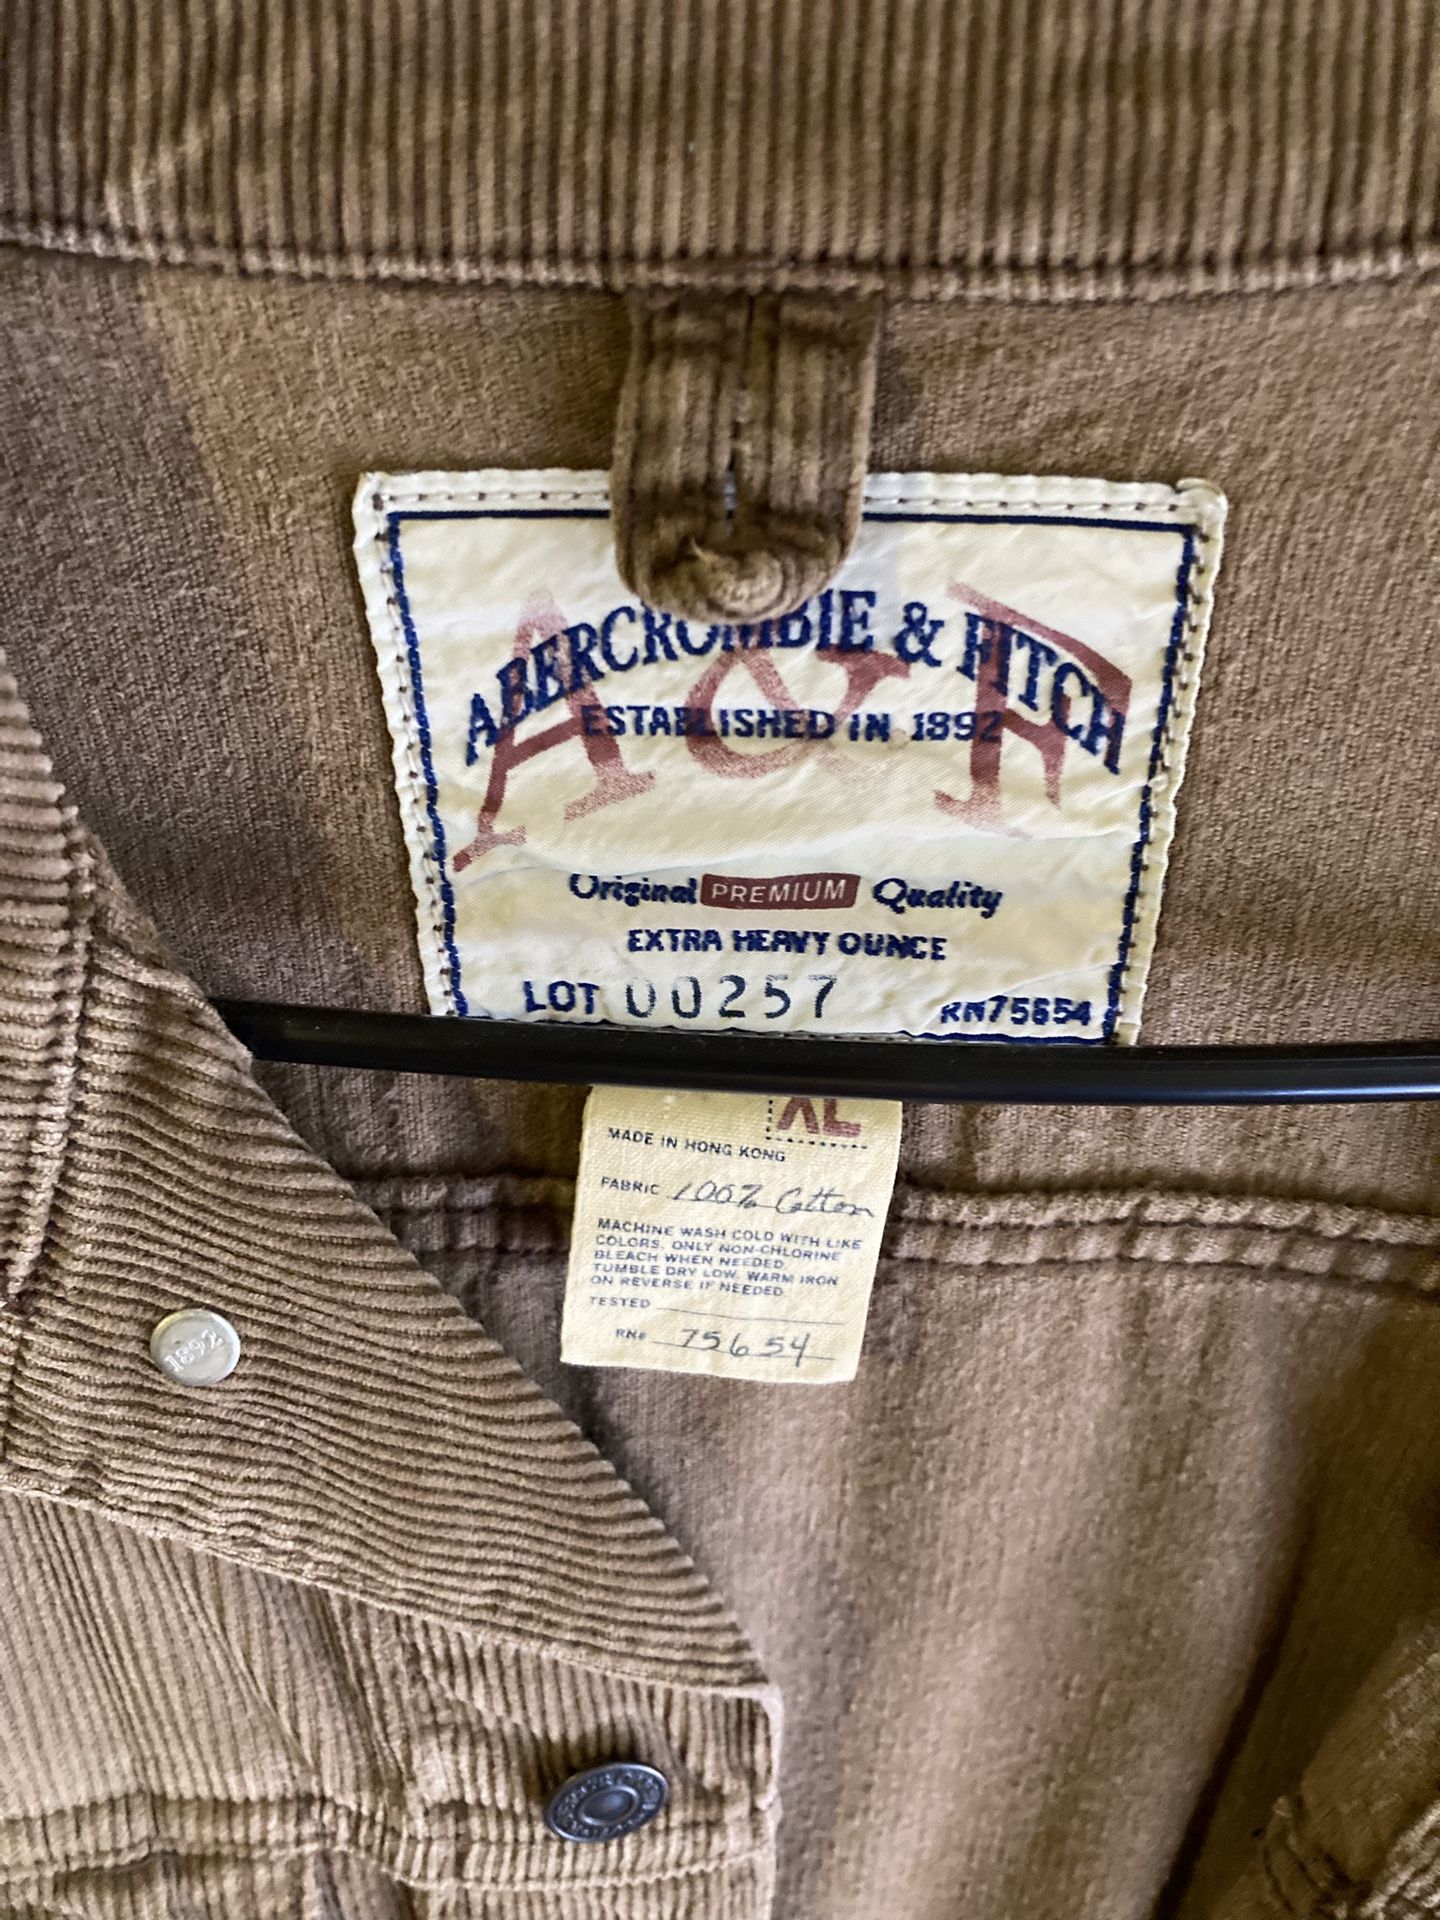 ABERCROMBIE & FITCH
A&F
ESTABLISHED IN 1892
Original PREMIUM Quality
EXTRA HEAVY OUNCE
LOT 00257 RN75654
XL
MADE IN HONG KONG
FABRIC 100% Cotton
MACHINE WASH COLD WITH LIKE
COLORS. ONLY NON-CHLORINE
BLEACH WHEN NEEDED.
TUMBLE DRY LOW. WARM IRON
ON REVERSE IF NEEDED.
TESTED
RN# 75654
1892